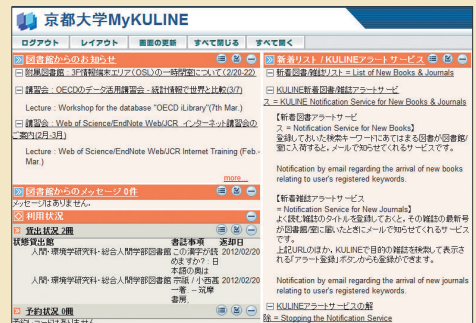 京都大学MyKULINE
ログアウト レイアウト 画面の更新 すべて閉じる すべて開く
図書館からのお知らせ
附属図書館 : 3F情報端末エリア(OSL)の一時閉室について(2/20-22)
講習会 : OECDのデータ活用講習会 - 統計情報で世界と比較(3/7)
Lecture : Workshop for the database "OECD iLibrary"(7th Mar.)
講習会 : Web of Science/EndNote Web/JCR インターネット講習会の
ご案内(2月-3月)
Lecture : Web of Science/EndNote Web/JCR Internet Training (Feb.-
Mar.)
more...
図書館からのメッセージ 0件
メッセージはありません.
利用状況
貸出状況 2冊
状態 貸出館 書誌事項 返却日
人間・環境学研究科・総合人間学部図書館 この漢字が読 2012/02/20
めますか? : 日
本語の奥は
人間・環境学研究科・総合人間学部図書館 宗祇 / 小西甚 2012/02/20
一著. -- 筑摩
書房,
予約状況 0冊
新着リスト / KULINEアラートサービス
新着図書/雑誌リスト = List of New Books & Journals
KULINE新着図書/雑誌アラートサービ
ス = KULINE Notification Service for New Books & Journals
【新着図書アラートサービ
ス = Notification Service for New Books】
登録しておいた検索キーワードにあてはまる図書が図書館/
室に入荷すると、メールで知らせてくれるサービスです。
Notification by email regarding the arrival of new books
relating to user's registered keywords.
【新着雑誌アラートサービス
= Notification Service for New Journals】
よく読む雑誌のタイトルを登録しておくと、その雑誌の最新号
が図書館/室に届いたときにメールで知らせてくれるサービス
です。
上記URLのほか、KULINEで目的の雑誌を検索して表示さ
れる「アラート登録」ボタンからも登録ができます。
Notification by email regarding the arrival of new journals
relating to user's registered keywords.
KULINEアラートサービスの解
除 = Stopping the Notification Service